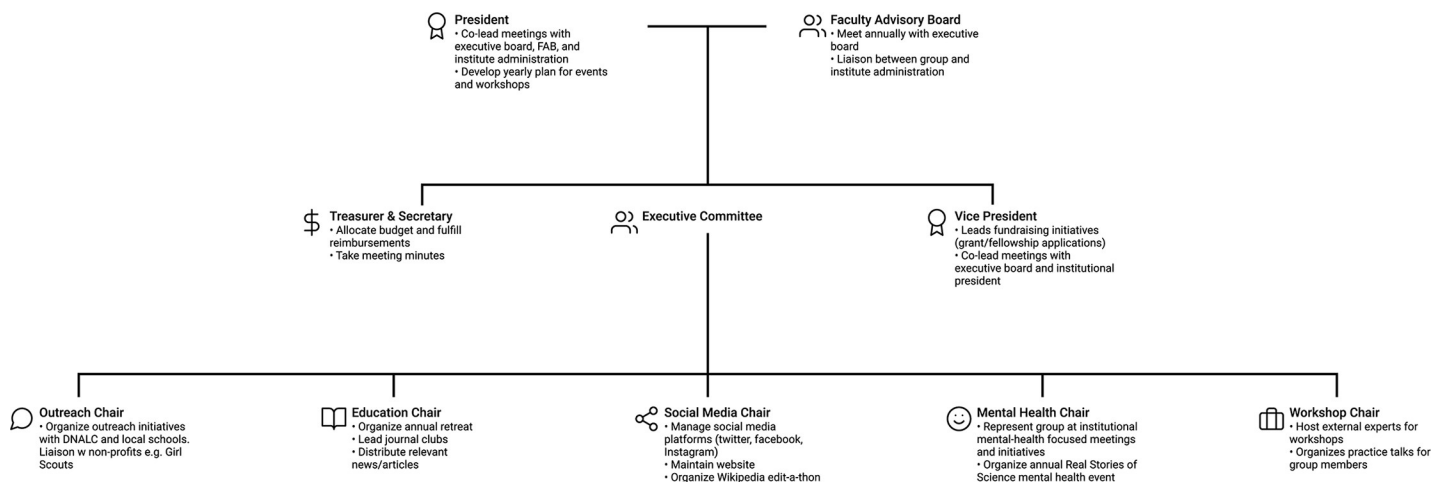 President
• Co-lead meetings with
executive board, FAB, and
institute administration
• Develop yearly plan for events
and workshops
Faculty Advisory Board
• Meet annually with executive
board
• Liaison between group and
institute administration
Treasurer & Secretary
• Allocate budget and fulfill
reimbursements
• Take meeting minutes
Executive Committee
Vice President
• Leads fundraising initiatives
(grant/fellowship applications)
• Co-lead meetings with
executive board and institutional
president
Outreach Chair
• Organize outreach initiatives
with DNALC and local schools.
Liaison w non-profits e.g. Girl
Scouts
Education Chair
• Organize annual retreat
• Lead journal clubs
• Distribute relevant
news/articles
Social Media Chair
• Manage social media
platforms (twitter, facebook,
Instagram)
• Maintain website
• Organize Wikipedia edit-a-thon
Mental Health Chair
• Represent group at institutional
mental-health focused meetings
and initiatives
• Organize annual Real Stories of
Science mental health event
Workshop Chair
• Host external experts for
workshops
• Organizes practice talks for
group members